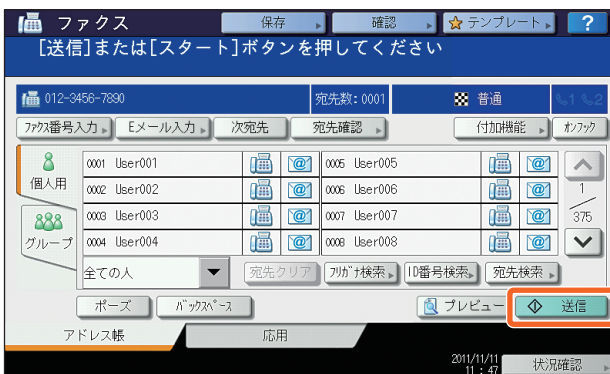 ファクス 保存 確認 テンプレート ?
[送信]または[スタート]ボタンを押してください
012-3456-7890 宛先数:0001 普通 1 2
ファクス番号入力 Eメール入力 次宛先 宛先確認 付加機能 オンフック
個人用
グループ
0001 User001 0005 User005
0002 User002 0006 User006
0003 User003 0007 User007
0004 User004 0008 User008
1
375
全ての人 宛先クリア フリガナ検索 ID番号検索 宛先検索
ポーズ バックスペース プレビュー 送信
アドレス帳 応用
2011/11/11
11:47 状況確認